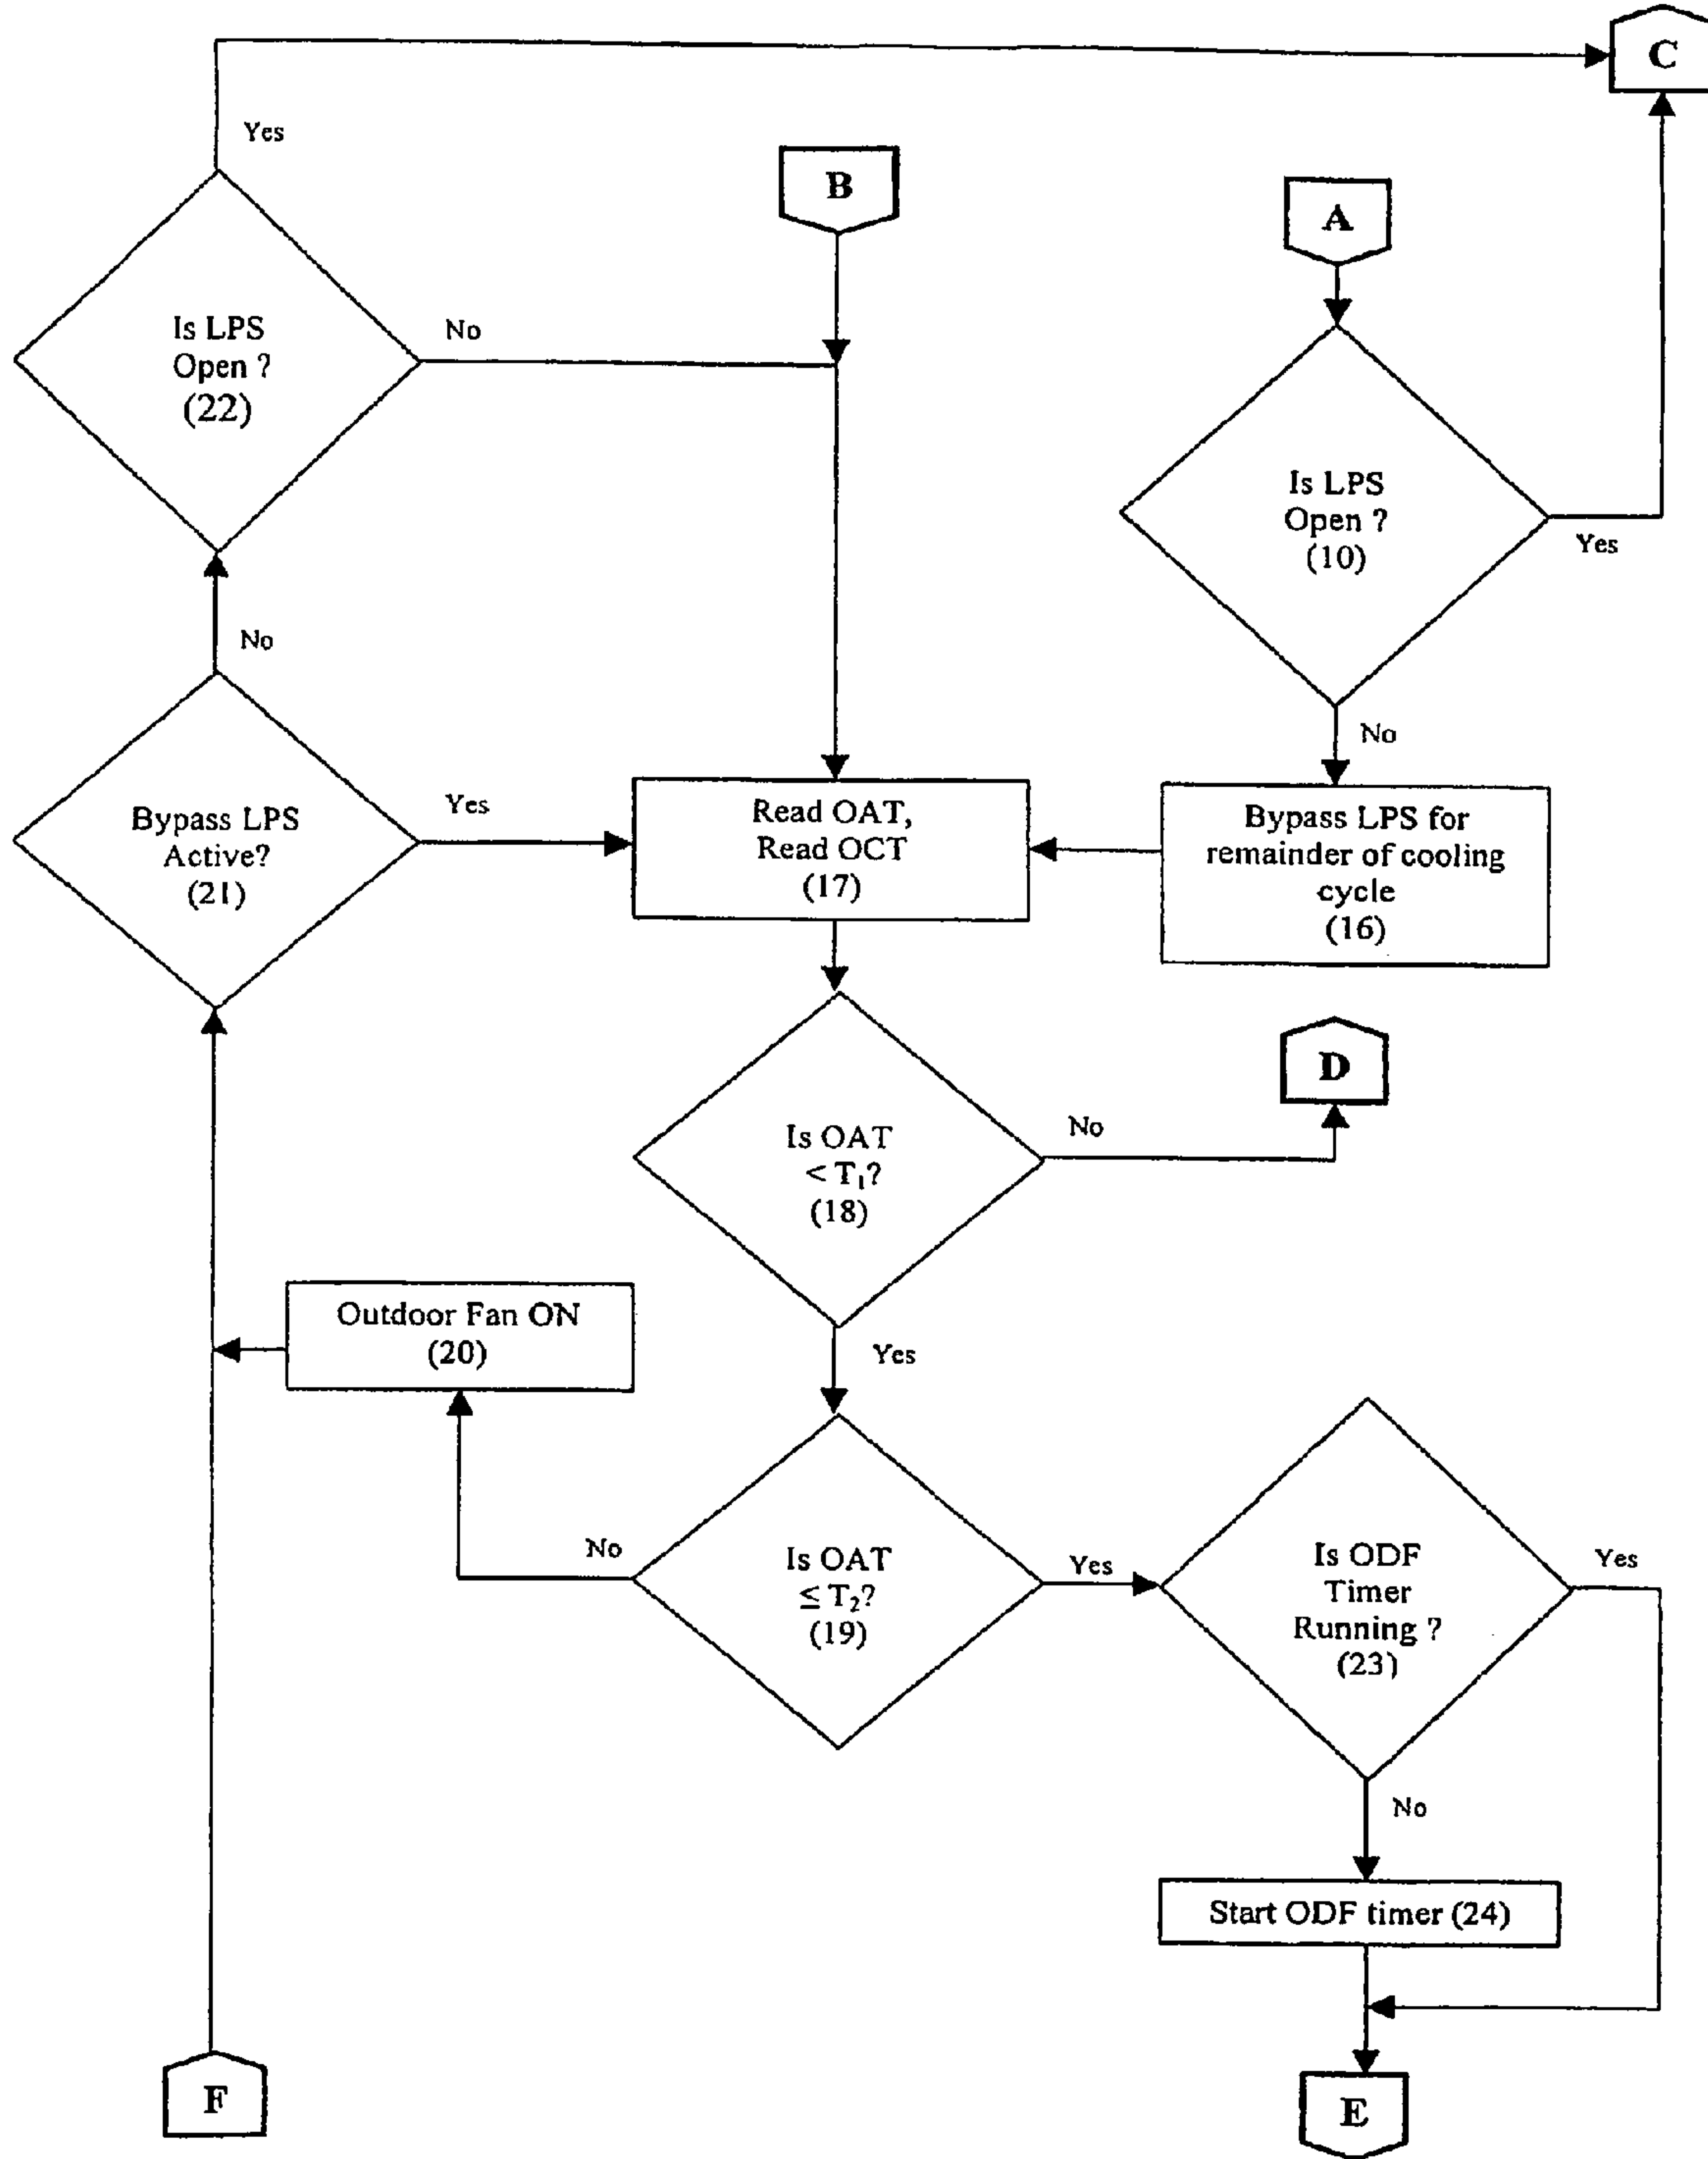 C
Yes
B
A
Is LPS
Open ?
(22)
No
Is LPS
Open ?
(10)
Yes
No
No
Bypass LPS
Active?
(21)
Yes
Read OAT,
Read OCT
(17)
Bypass LPS for
remainder of cooling
cycle
(16)
D
Is OAT
< T₁?
(18)
No
Outdoor Fan ON
(20)
Yes
No
Is OAT
≤ T₂?
(19)
Yes
Is ODF
Timer
Running ?
(23)
Yes
No
Start ODF timer (24)
F
E